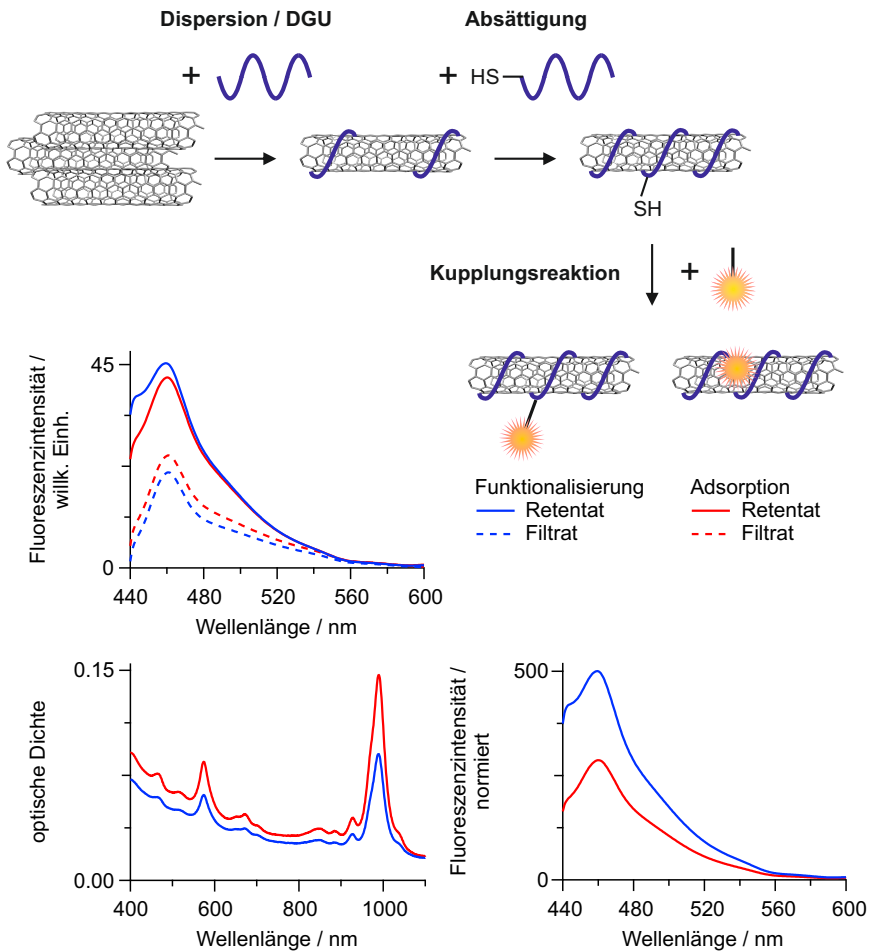 Dispersion / DGU
Absättigung
+
+ HS
SH
Kupplungsreaktion
+
Fluoreszenzintensität /
willk. Einh.
45
0
440 480 520 560 600
Wellenlänge / nm
Funktionalisierung
Retentat
Filtrat
Adsorption
Retentat
Filtrat
optische Dichte
0.15
0.00
400 600 800 1000
Wellenlänge / nm
Fluoreszenzintensität /
normiert
500
0
440 480 520 560 600
Wellenlänge / nm